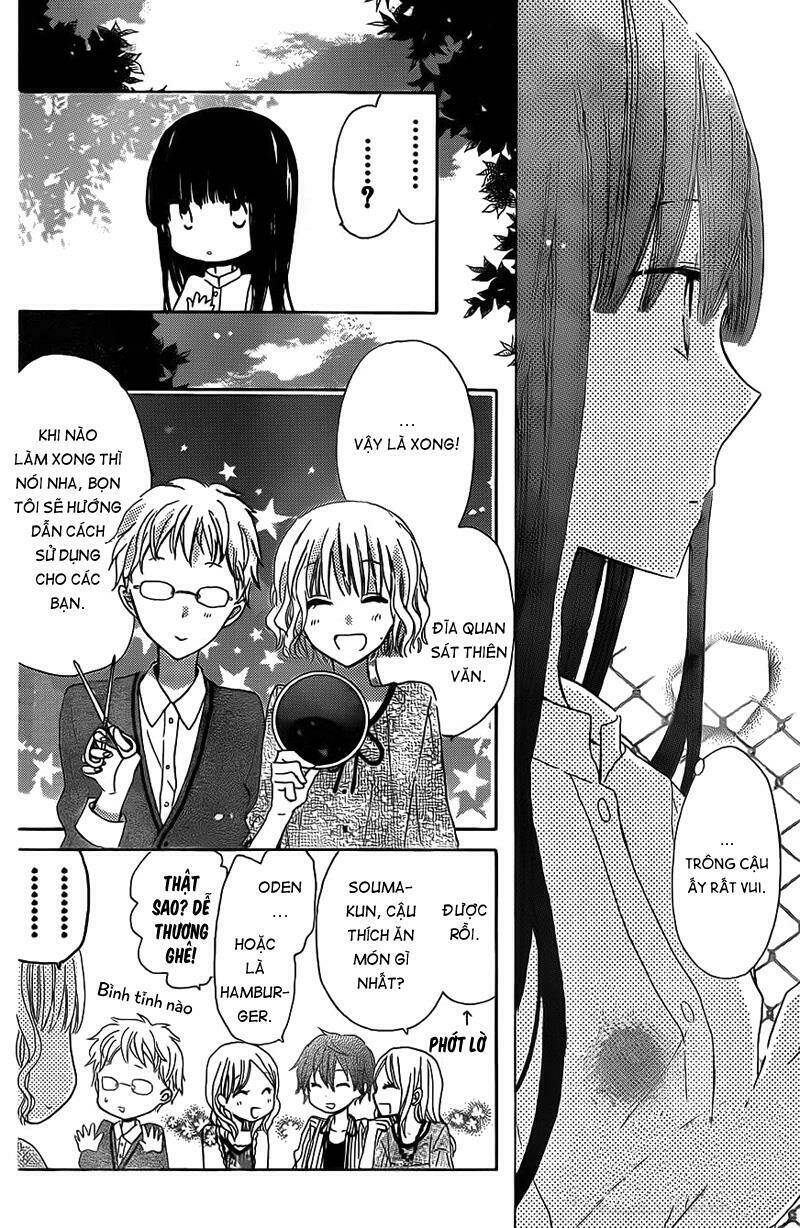 ...
TRÔNG CẬU
ẤY RẤT VUI.
........
......?
...
VẬY LÀ XONG!
ĐĨA QUAN
SÁT THIÊN
VĂN.
KHI NÀO
LÀM XONG THÌ
NÓI NHA, BỌN
TÔI SẼ HƯỚNG
DẪN CÁCH
SỬ DỤNG
CHO CÁC
BẠN.
ĐƯỢC
RỒI.
↑
PHỚT LỜ
SOUMA-
KUN, CẬU
THÍCH ĂN
MÓN GÌ
NHẤT?
ODEN
...
HOẶC
LÀ
HAMBUR-
GER.
THẬT
SAO? DỄ
THƯƠNG
GHÊ!
Bình tỉnh nào
........